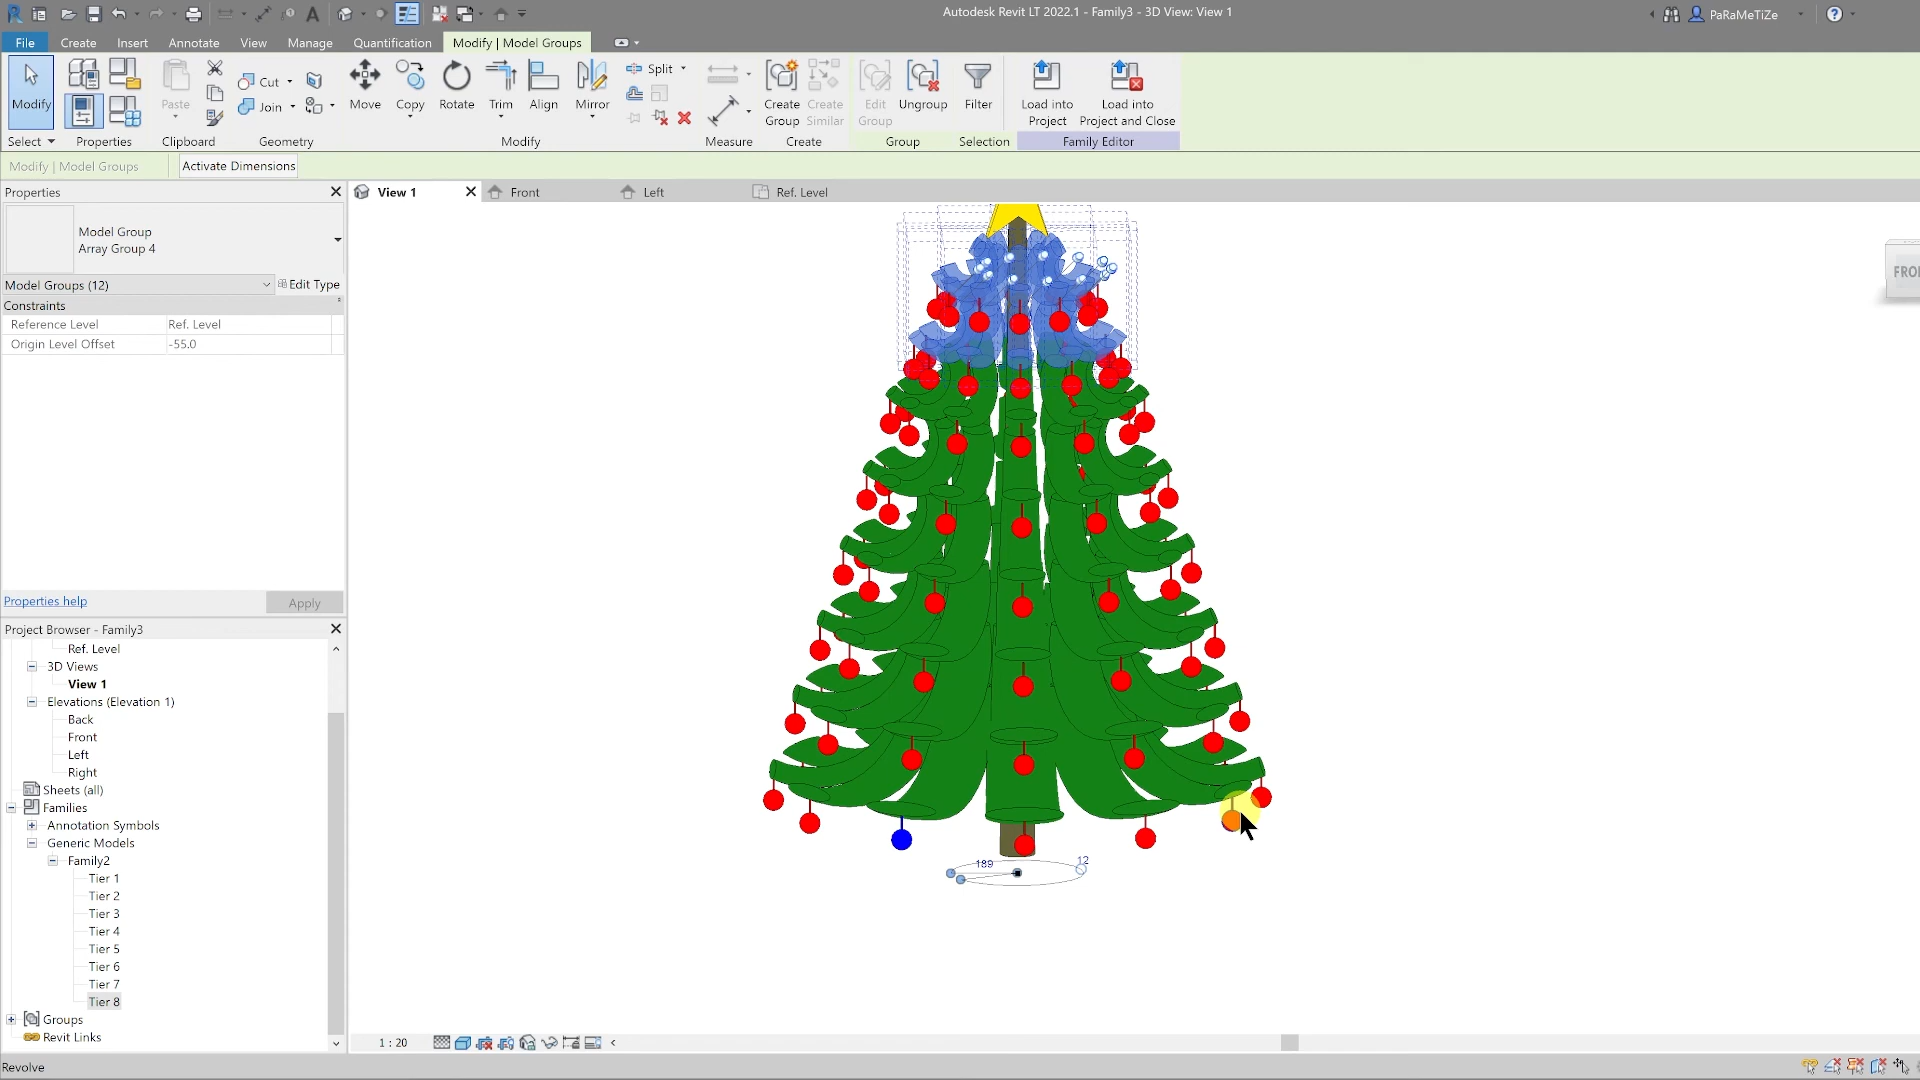 Autodesk Revit LT 2022.1 - Family3 - 3D View: View 1
PaRaMeTiZe
File
Create
Insert
Annotate
View
Manage
Quantification
Modify | Model Groups
Modify
Paste
Cut
Join
Move
Copy
Rotate
Trim
Align
Mirror
Split
Create Group
Create Similar
Edit Group
Ungroup
Filter
Load into Project
Load into Project and Close
Select
Properties
Clipboard
Geometry
Modify
Measure
Create
Group
Selection
Family Editor
Modify | Model Groups
Activate Dimensions
Properties
View 1
Front
Left
Ref. Level
Model Group
Array Group 4
Model Groups (12)
Edit Type
Constraints
Reference Level
Ref. Level
Origin Level Offset
-55.0
Properties help
Apply
Project Browser - Family3
Ref. Level
3D Views
View 1
Elevations (Elevation 1)
Back
Front
Left
Right
Sheets (all)
Families
Annotation Symbols
Generic Models
Family2
Tier 1
Tier 2
Tier 3
Tier 4
Tier 5
Tier 6
Tier 7
Tier 8
Groups
Revit Links
189
12
1 : 20
Revolve